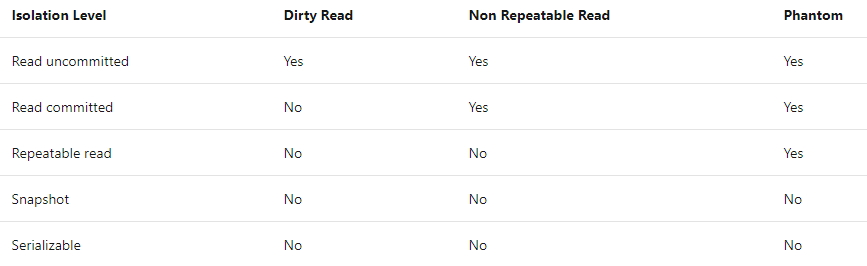 Isolation Level Dirty Read Non Repeatable Read Phantom
Read uncommitted Yes Yes Yes
Read committed No Yes Yes
Repeatable read No No Yes
Snapshot No No No
Serializable No No No